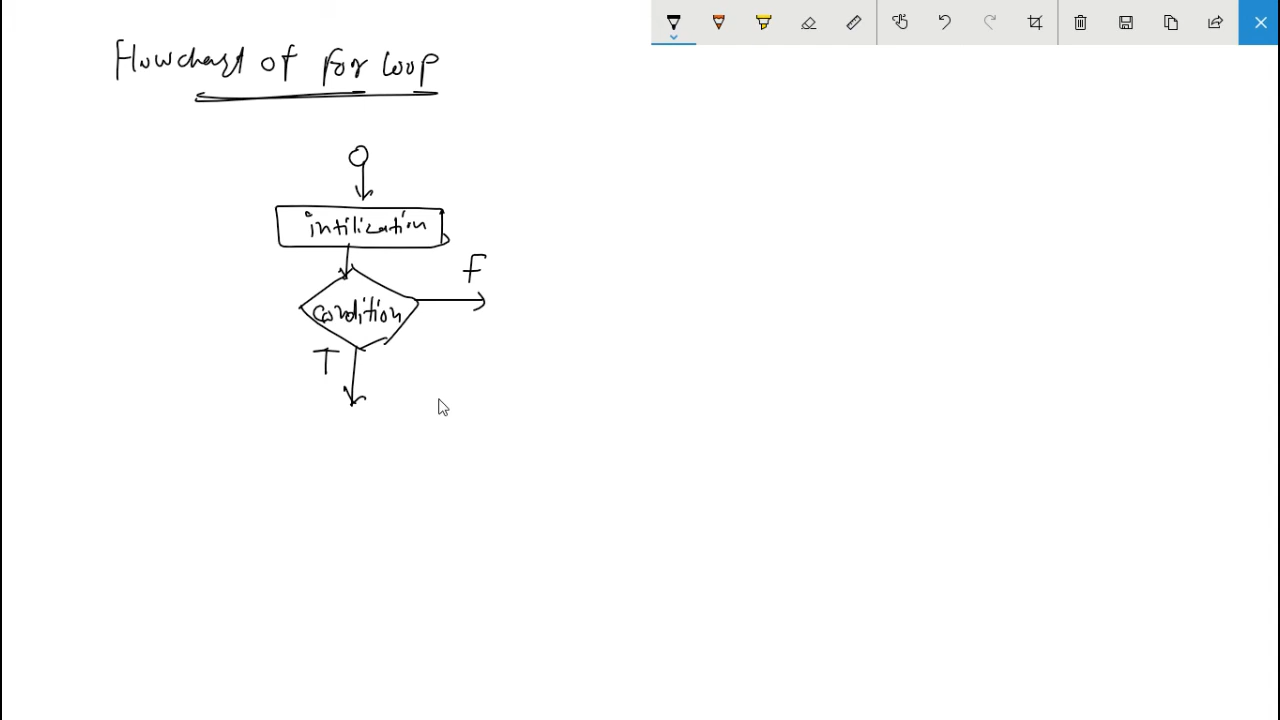 Flowchart of For Loop
intilization
F
condition
T